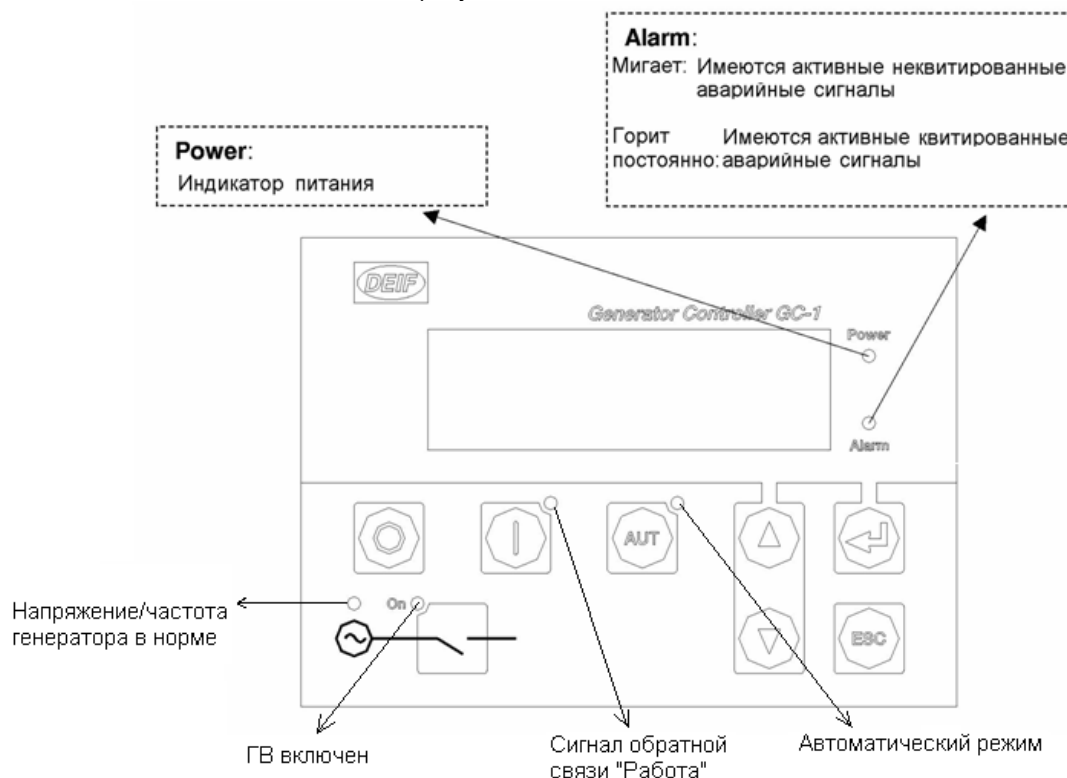 Alarm:
Мигает: Имеются активные неквитированные
аварийные сигналы
Горит Имеются активные квитированные
постоянно: аварийные сигналы
Power:
Индикатор питания
DEIF
Generator Controller GC-1
Power
Alarm
AUT
On
ESC
Напряжение/частота
генератора в норме
ГВ включен
Сигнал обратной
связи "Работа"
Автоматический режим